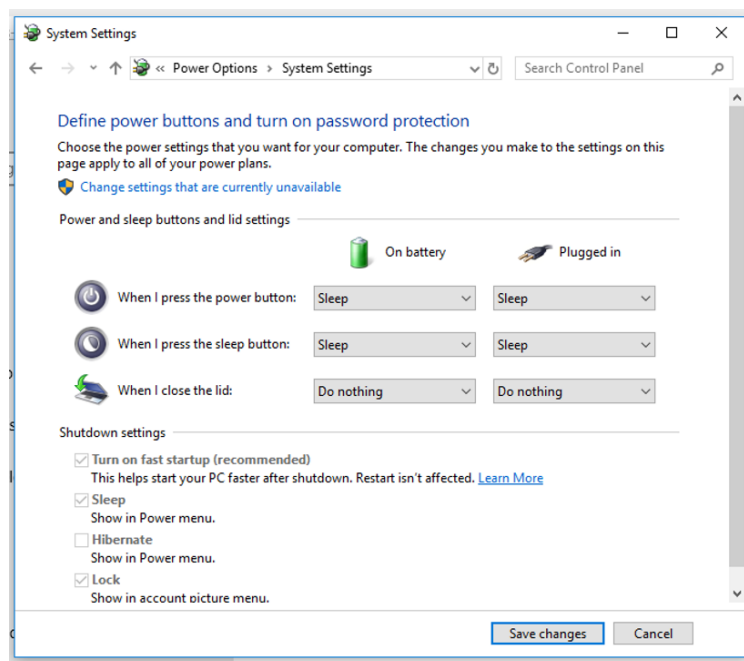 System Settings
« Power Options > System Settings
Search Control Panel
Define power buttons and turn on password protection
Choose the power settings that you want for your computer. The changes you make to the settings on this
page apply to all of your power plans.
Change settings that are currently unavailable
Power and sleep buttons and lid settings
On battery
Plugged in
When I press the power button:
Sleep
Sleep
When I press the sleep button:
Sleep
Sleep
When I close the lid:
Do nothing
Do nothing
Shutdown settings
Turn on fast startup (recommended)
This helps start your PC faster after shutdown. Restart isn't affected. Learn More
Sleep
Show in Power menu.
Hibernate
Show in Power menu.
Lock
Show in account picture menu.
Save changes
Cancel